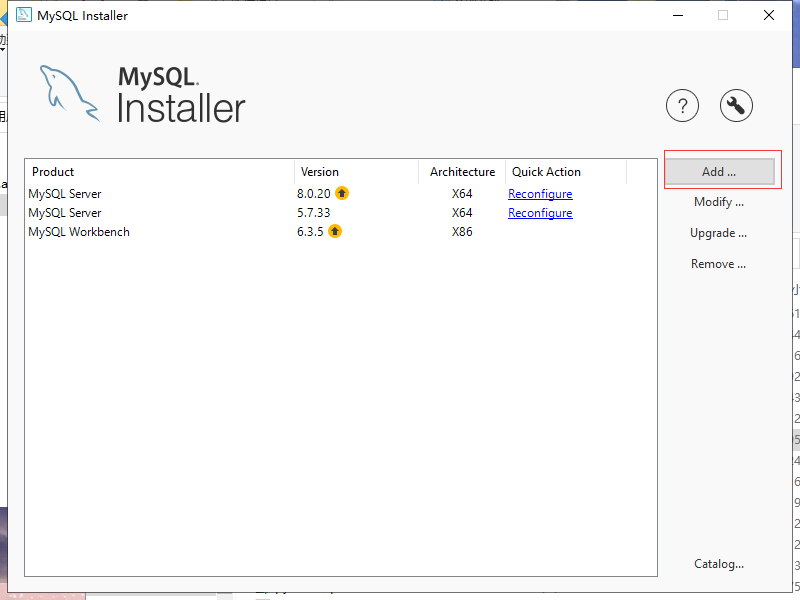 MySQL Installer
MySQL.
Installer
?
Product Version Architecture Quick Action
MySQL Server 8.0.20 X64 Reconfigure
MySQL Server 5.7.33 X64 Reconfigure
MySQL Workbench 6.3.5 X86
Add ...
Modify ...
Upgrade ...
Remove ...
Catalog...